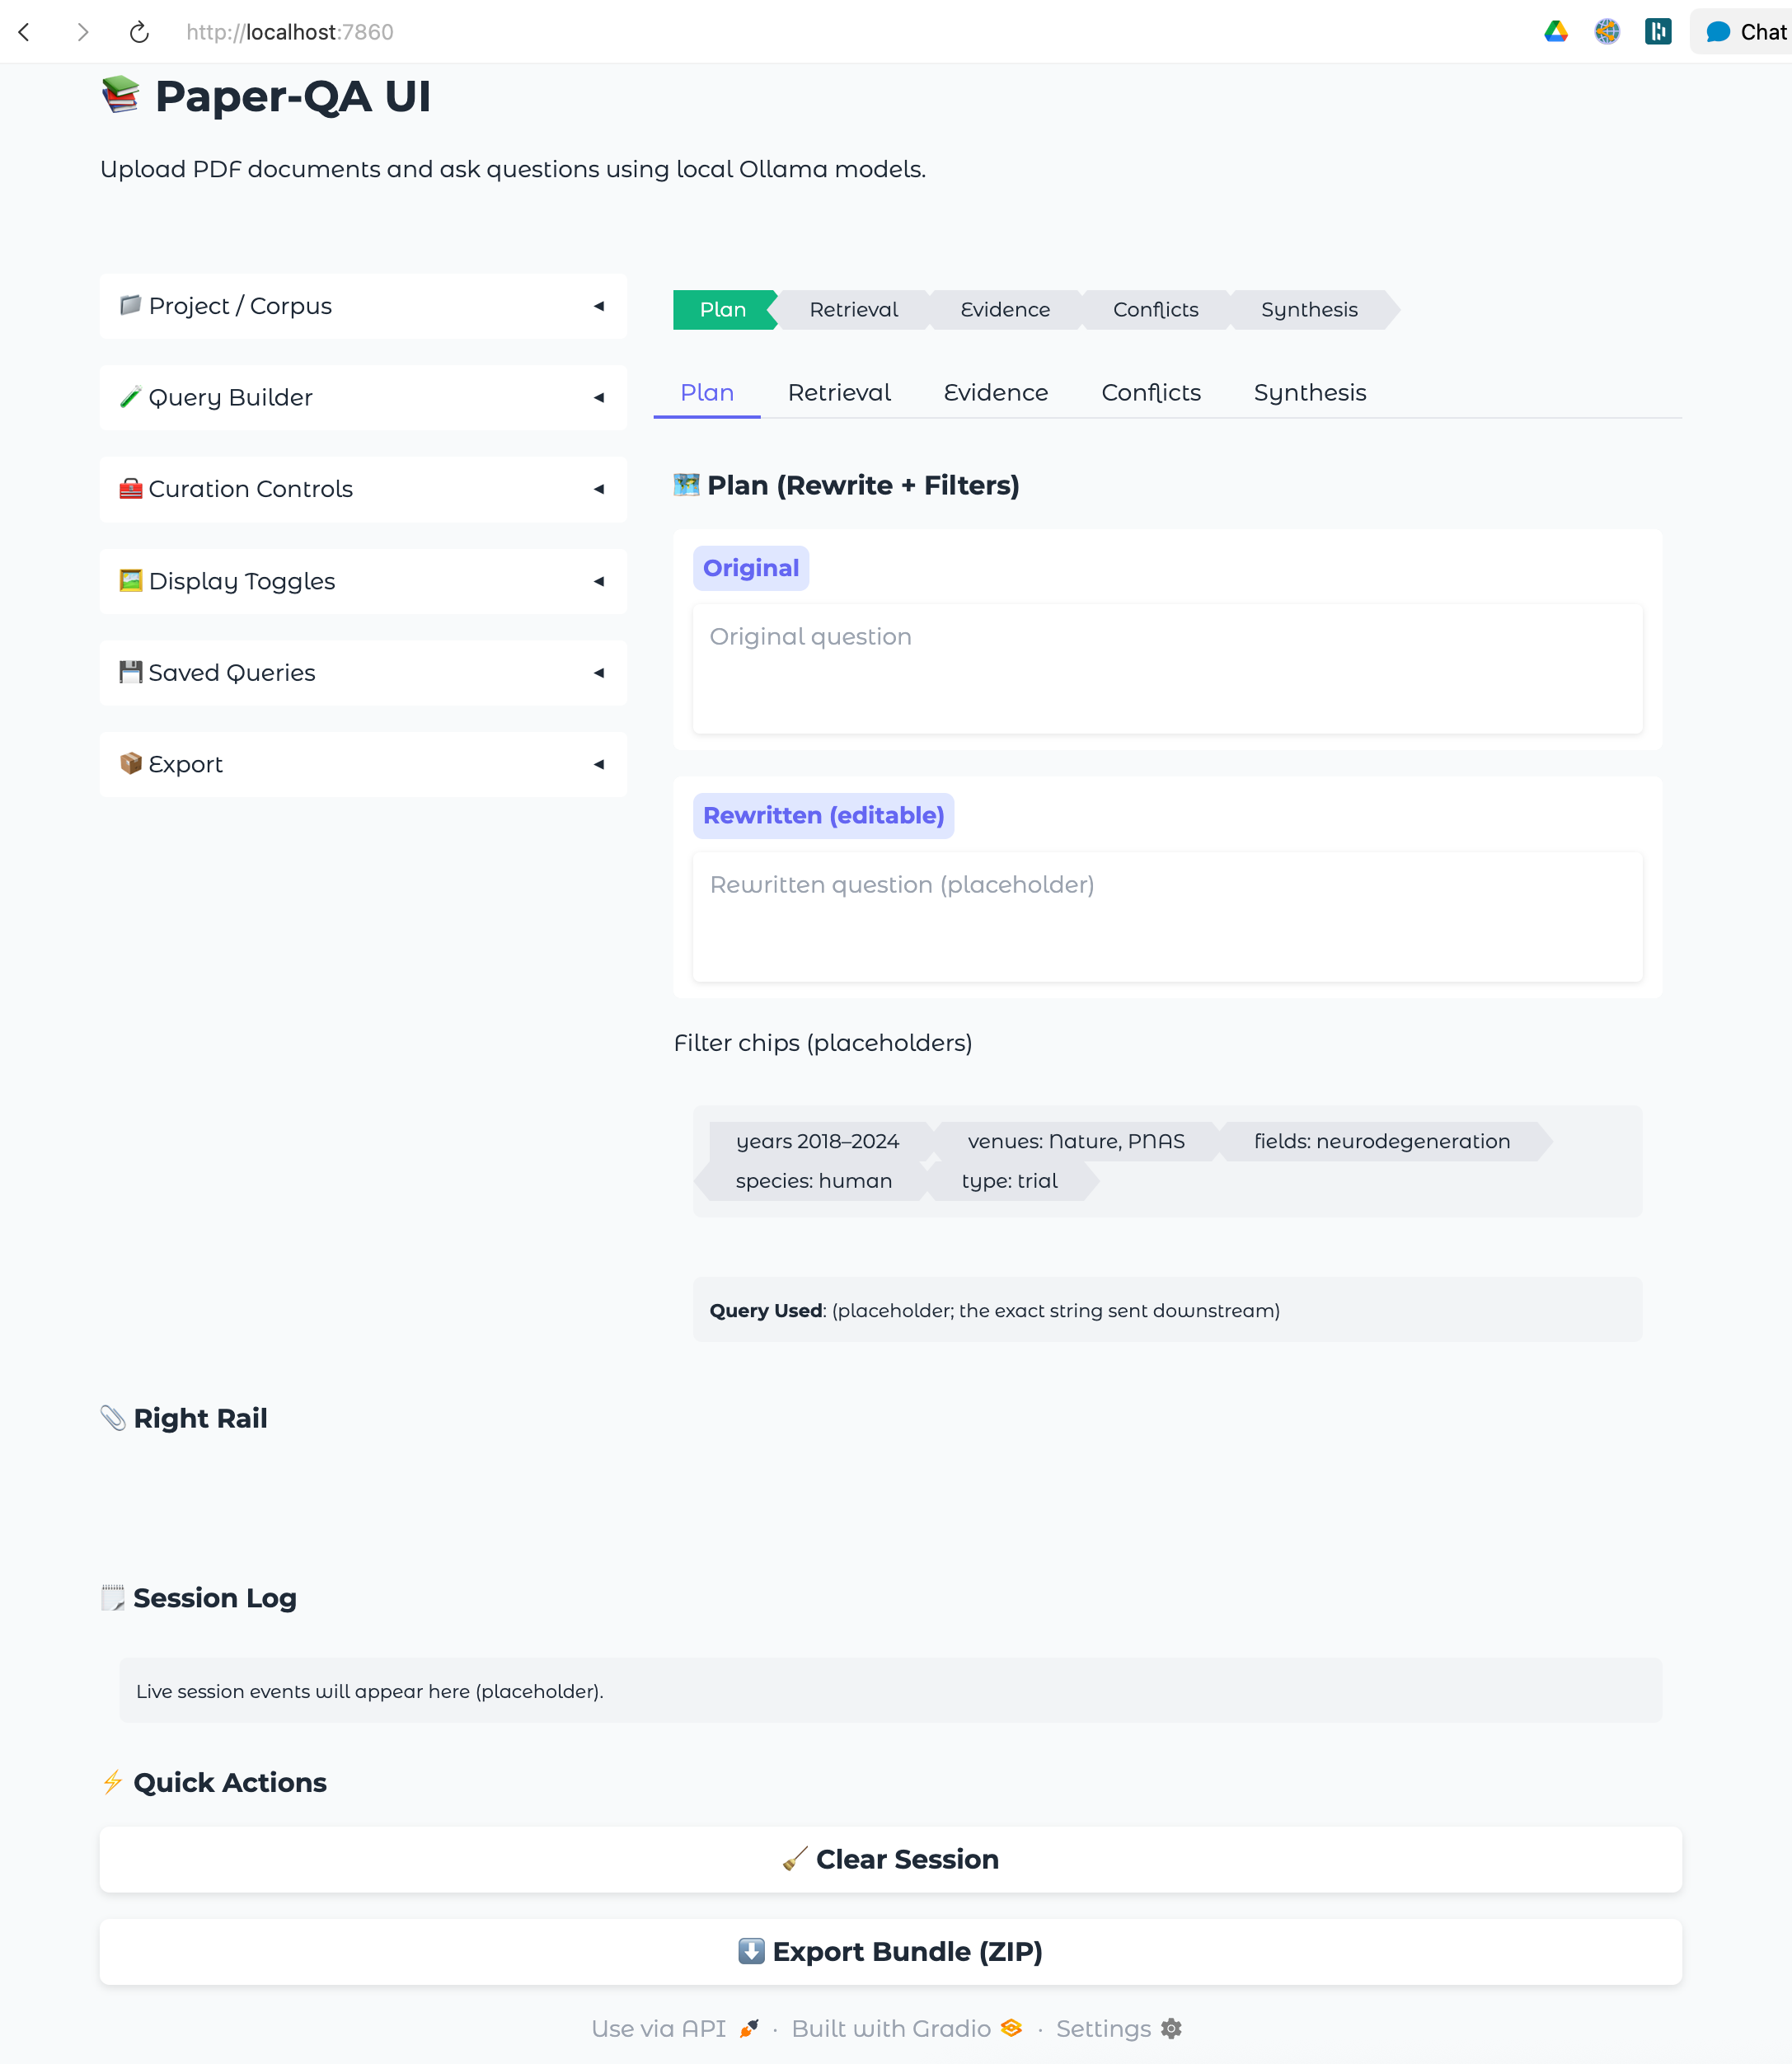 http://localhost:7860
Chat
Paper-QA UI
Upload PDF documents and ask questions using local Ollama models.
Project / Corpus
Query Builder
Curation Controls
Display Toggles
Saved Queries
Export
Plan Retrieval Evidence Conflicts Synthesis
Plan Retrieval Evidence Conflicts Synthesis
Plan (Rewrite + Filters)
Original
Original question
Rewritten (editable)
Rewritten question (placeholder)
Filter chips (placeholders)
years 2018–2024 venues: Nature, PNAS fields: neurodegeneration
species: human type: trial
Query Used: (placeholder; the exact string sent downstream)
Right Rail
Session Log
Live session events will appear here (placeholder).
Quick Actions
Clear Session
Export Bundle (ZIP)
Use via API · Built with Gradio · Settings